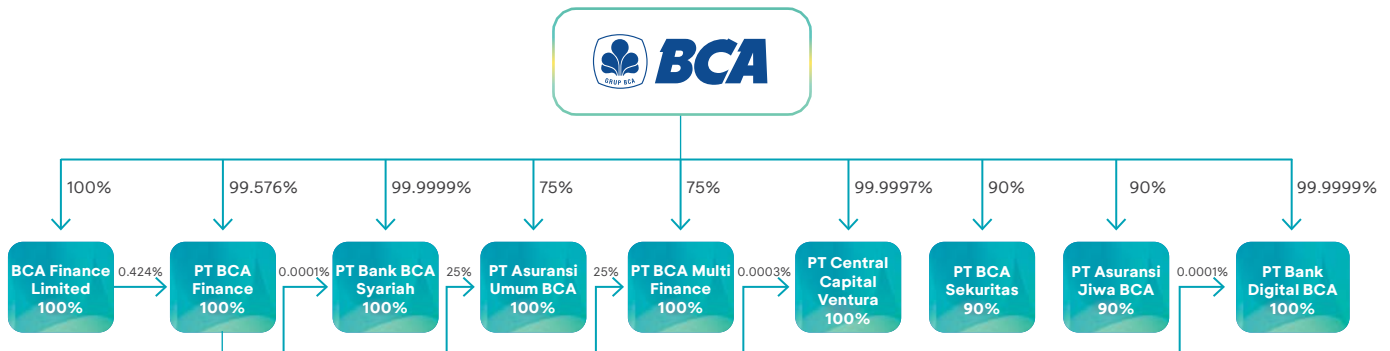 GRUP BCA
BCA
100%
99.576%
99.9999%
75%
75%
99.9997%
90%
90%
99.9999%
BCA Finance
Limited
100%
0.424%
PT BCA
Finance
100%
0.0001%
PT Bank BCA
Syariah
100%
25%
PT Asuransi
Umum BCA
100%
25%
PT BCA Multi
Finance
100%
0.0003%
PT Central
Capital
Ventura
100%
PT BCA
Sekuritas
90%
PT Asuransi
Jiwa BCA
90%
0.0001%
PT Bank
Digital BCA
100%